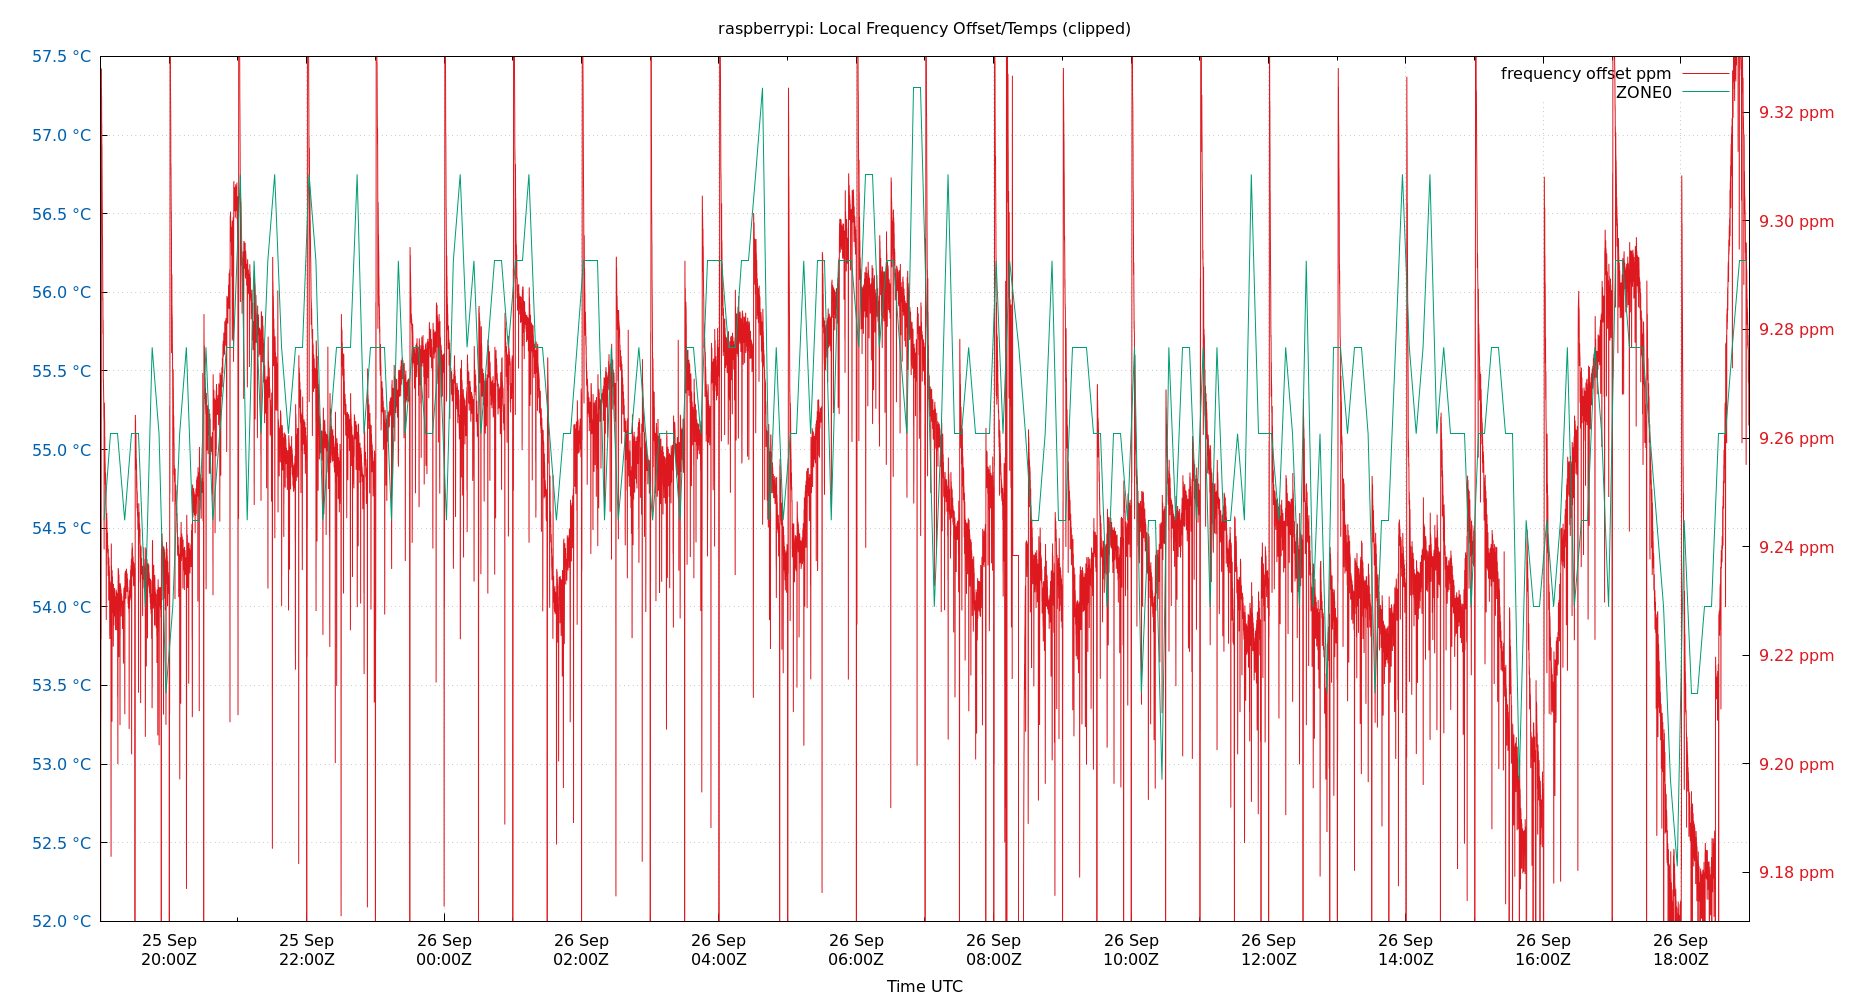 raspberrypi: Local Frequency Offset/Temps (clipped)
frequency offset ppm
ZONE0
57.5 °C
57.0 °C
56.5 °C
56.0 °C
55.5 °C
55.0 °C
54.5 °C
54.0 °C
53.5 °C
53.0 °C
52.5 °C
52.0 °C
9.32 ppm
9.30 ppm
9.28 ppm
9.26 ppm
9.24 ppm
9.22 ppm
9.20 ppm
9.18 ppm
25 Sep
20:00Z
25 Sep
22:00Z
26 Sep
00:00Z
26 Sep
02:00Z
26 Sep
04:00Z
26 Sep
06:00Z
26 Sep
08:00Z
26 Sep
10:00Z
26 Sep
12:00Z
26 Sep
14:00Z
26 Sep
16:00Z
26 Sep
18:00Z
Time UTC